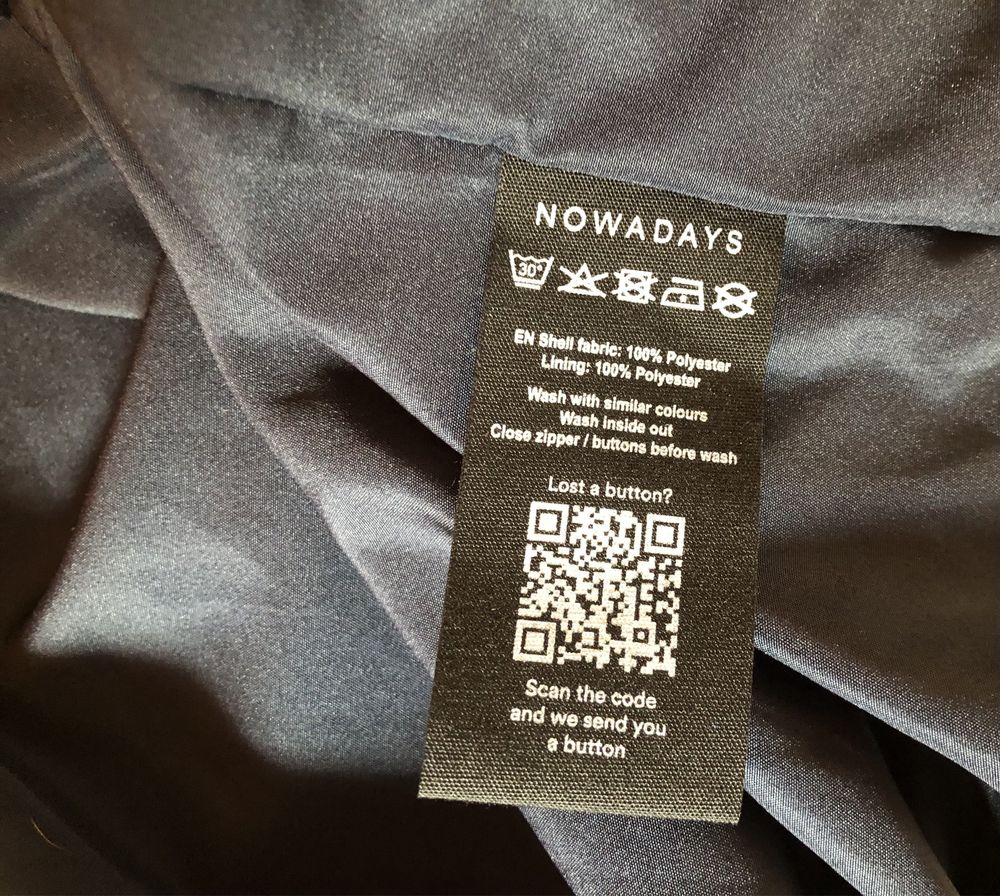 NOWADAYS
30°
EN Shell fabric: 100% Polyester
Lining: 100% Polyester
Wash with similar colours
Wash inside out
Close zipper / buttons before wash
Lost a button?
Scan the code
and we send you
a button